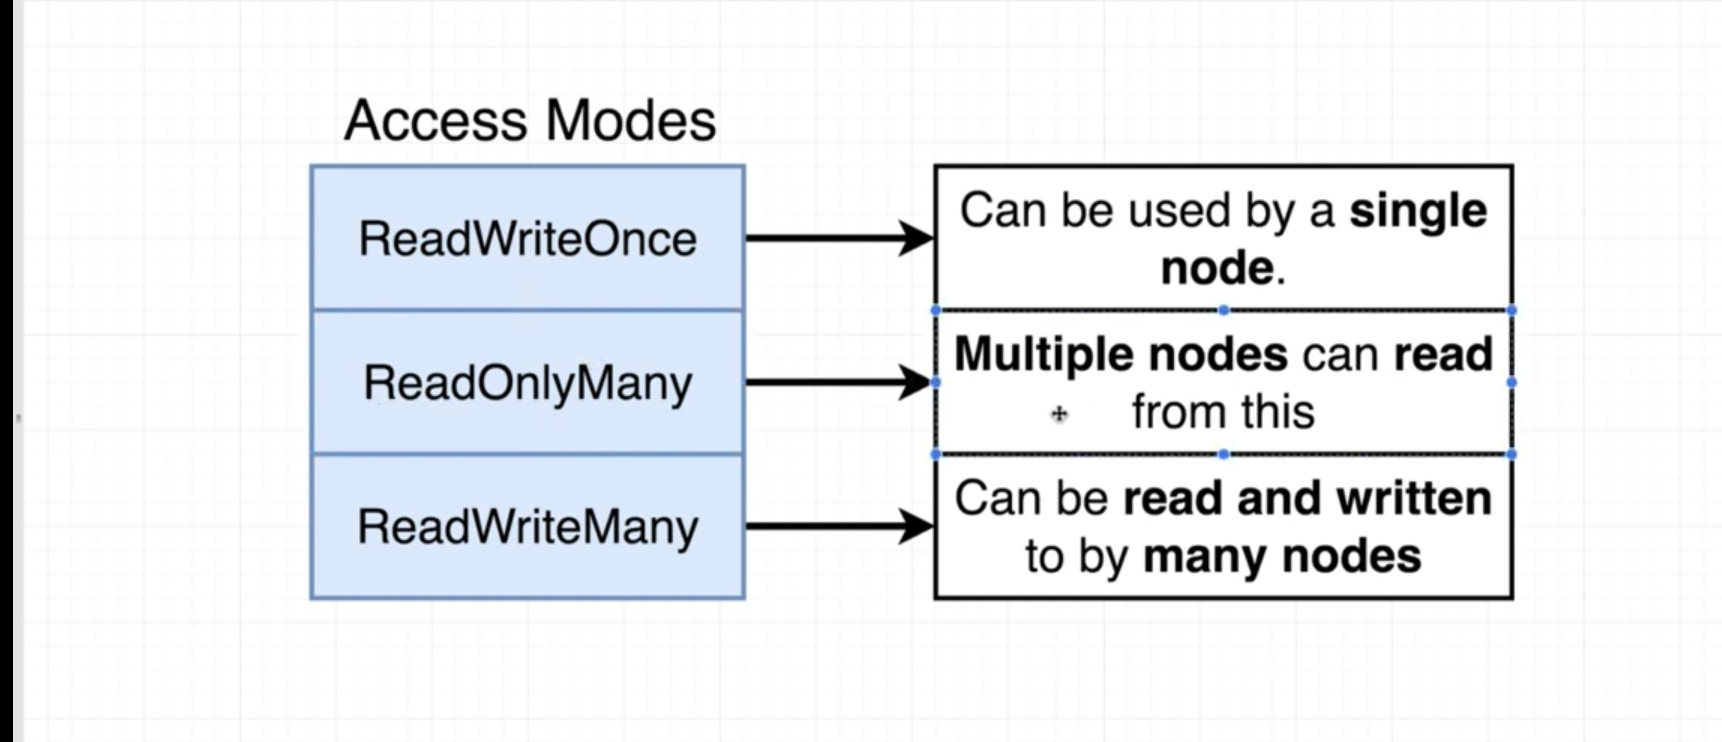 Access Modes
ReadWriteOnce
Can be used by a single
node.
ReadOnlyMany
Multiple nodes can read
from this
ReadWriteMany
Can be read and written
to by many nodes